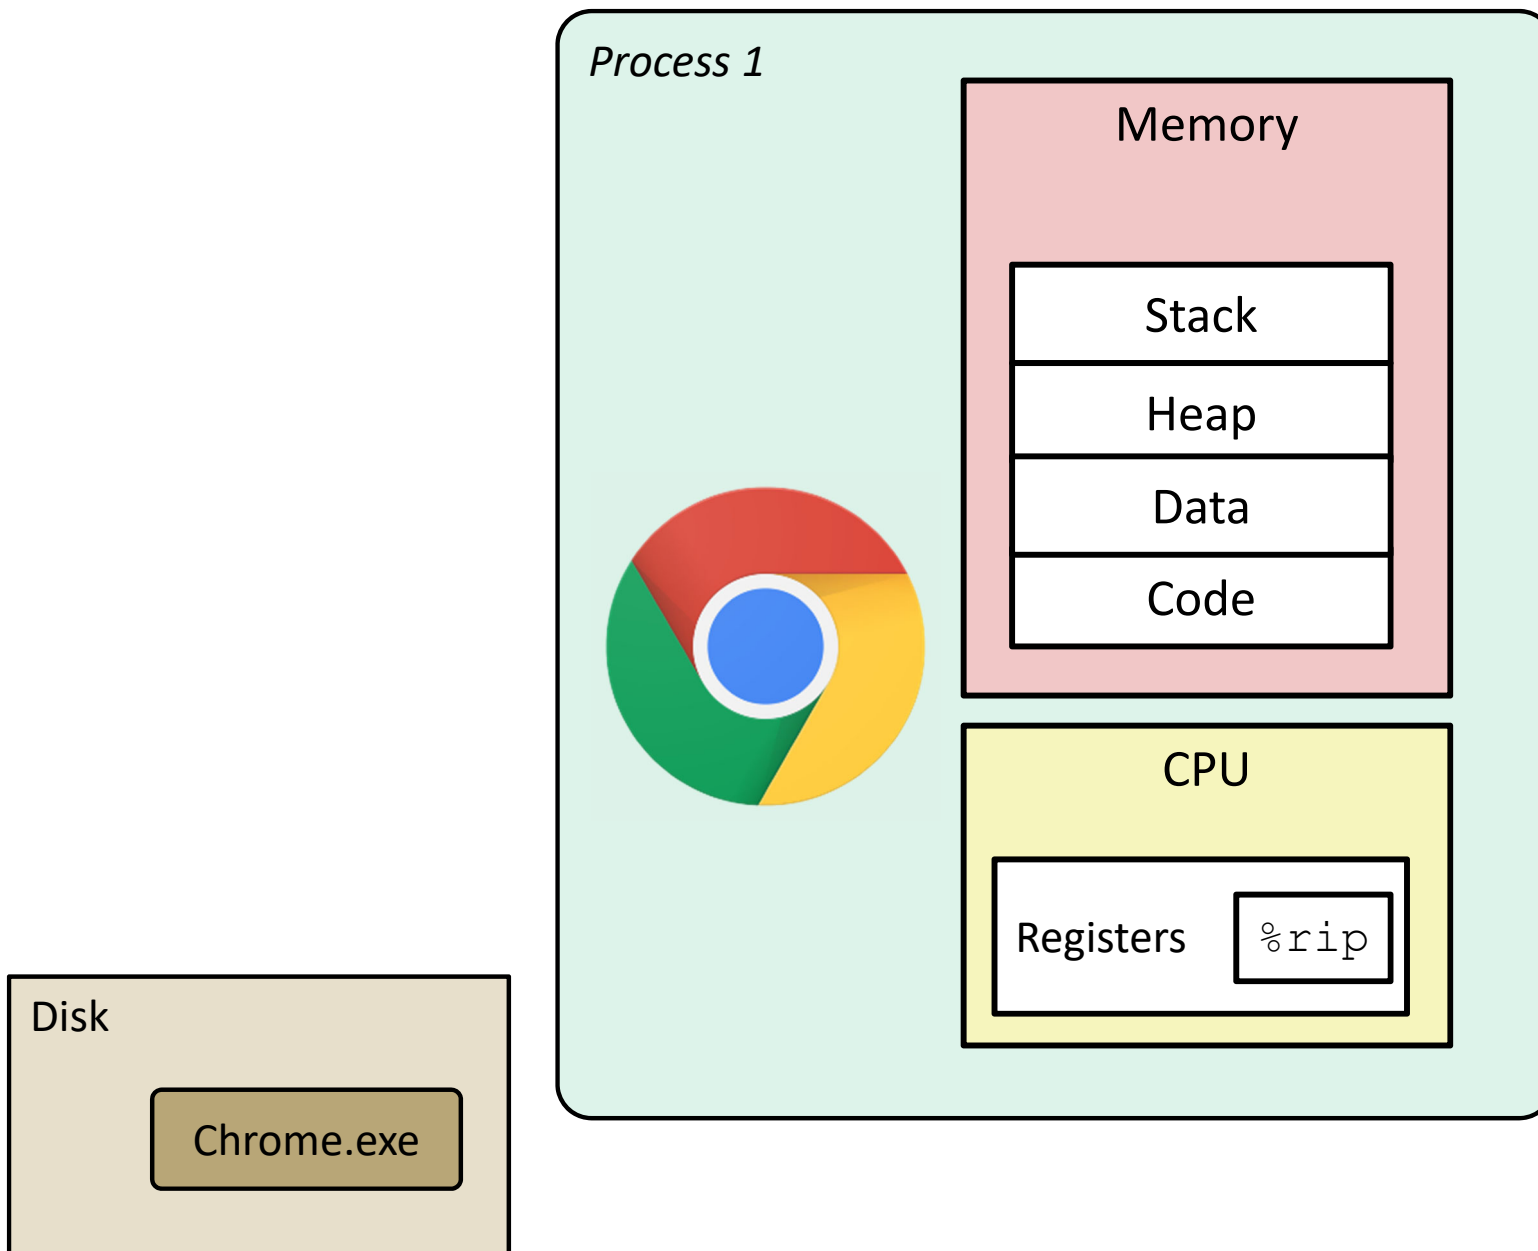 Process 1
Memory
Stack
Heap
Data
Code
CPU
Registers %rip
Disk
Chrome.exe